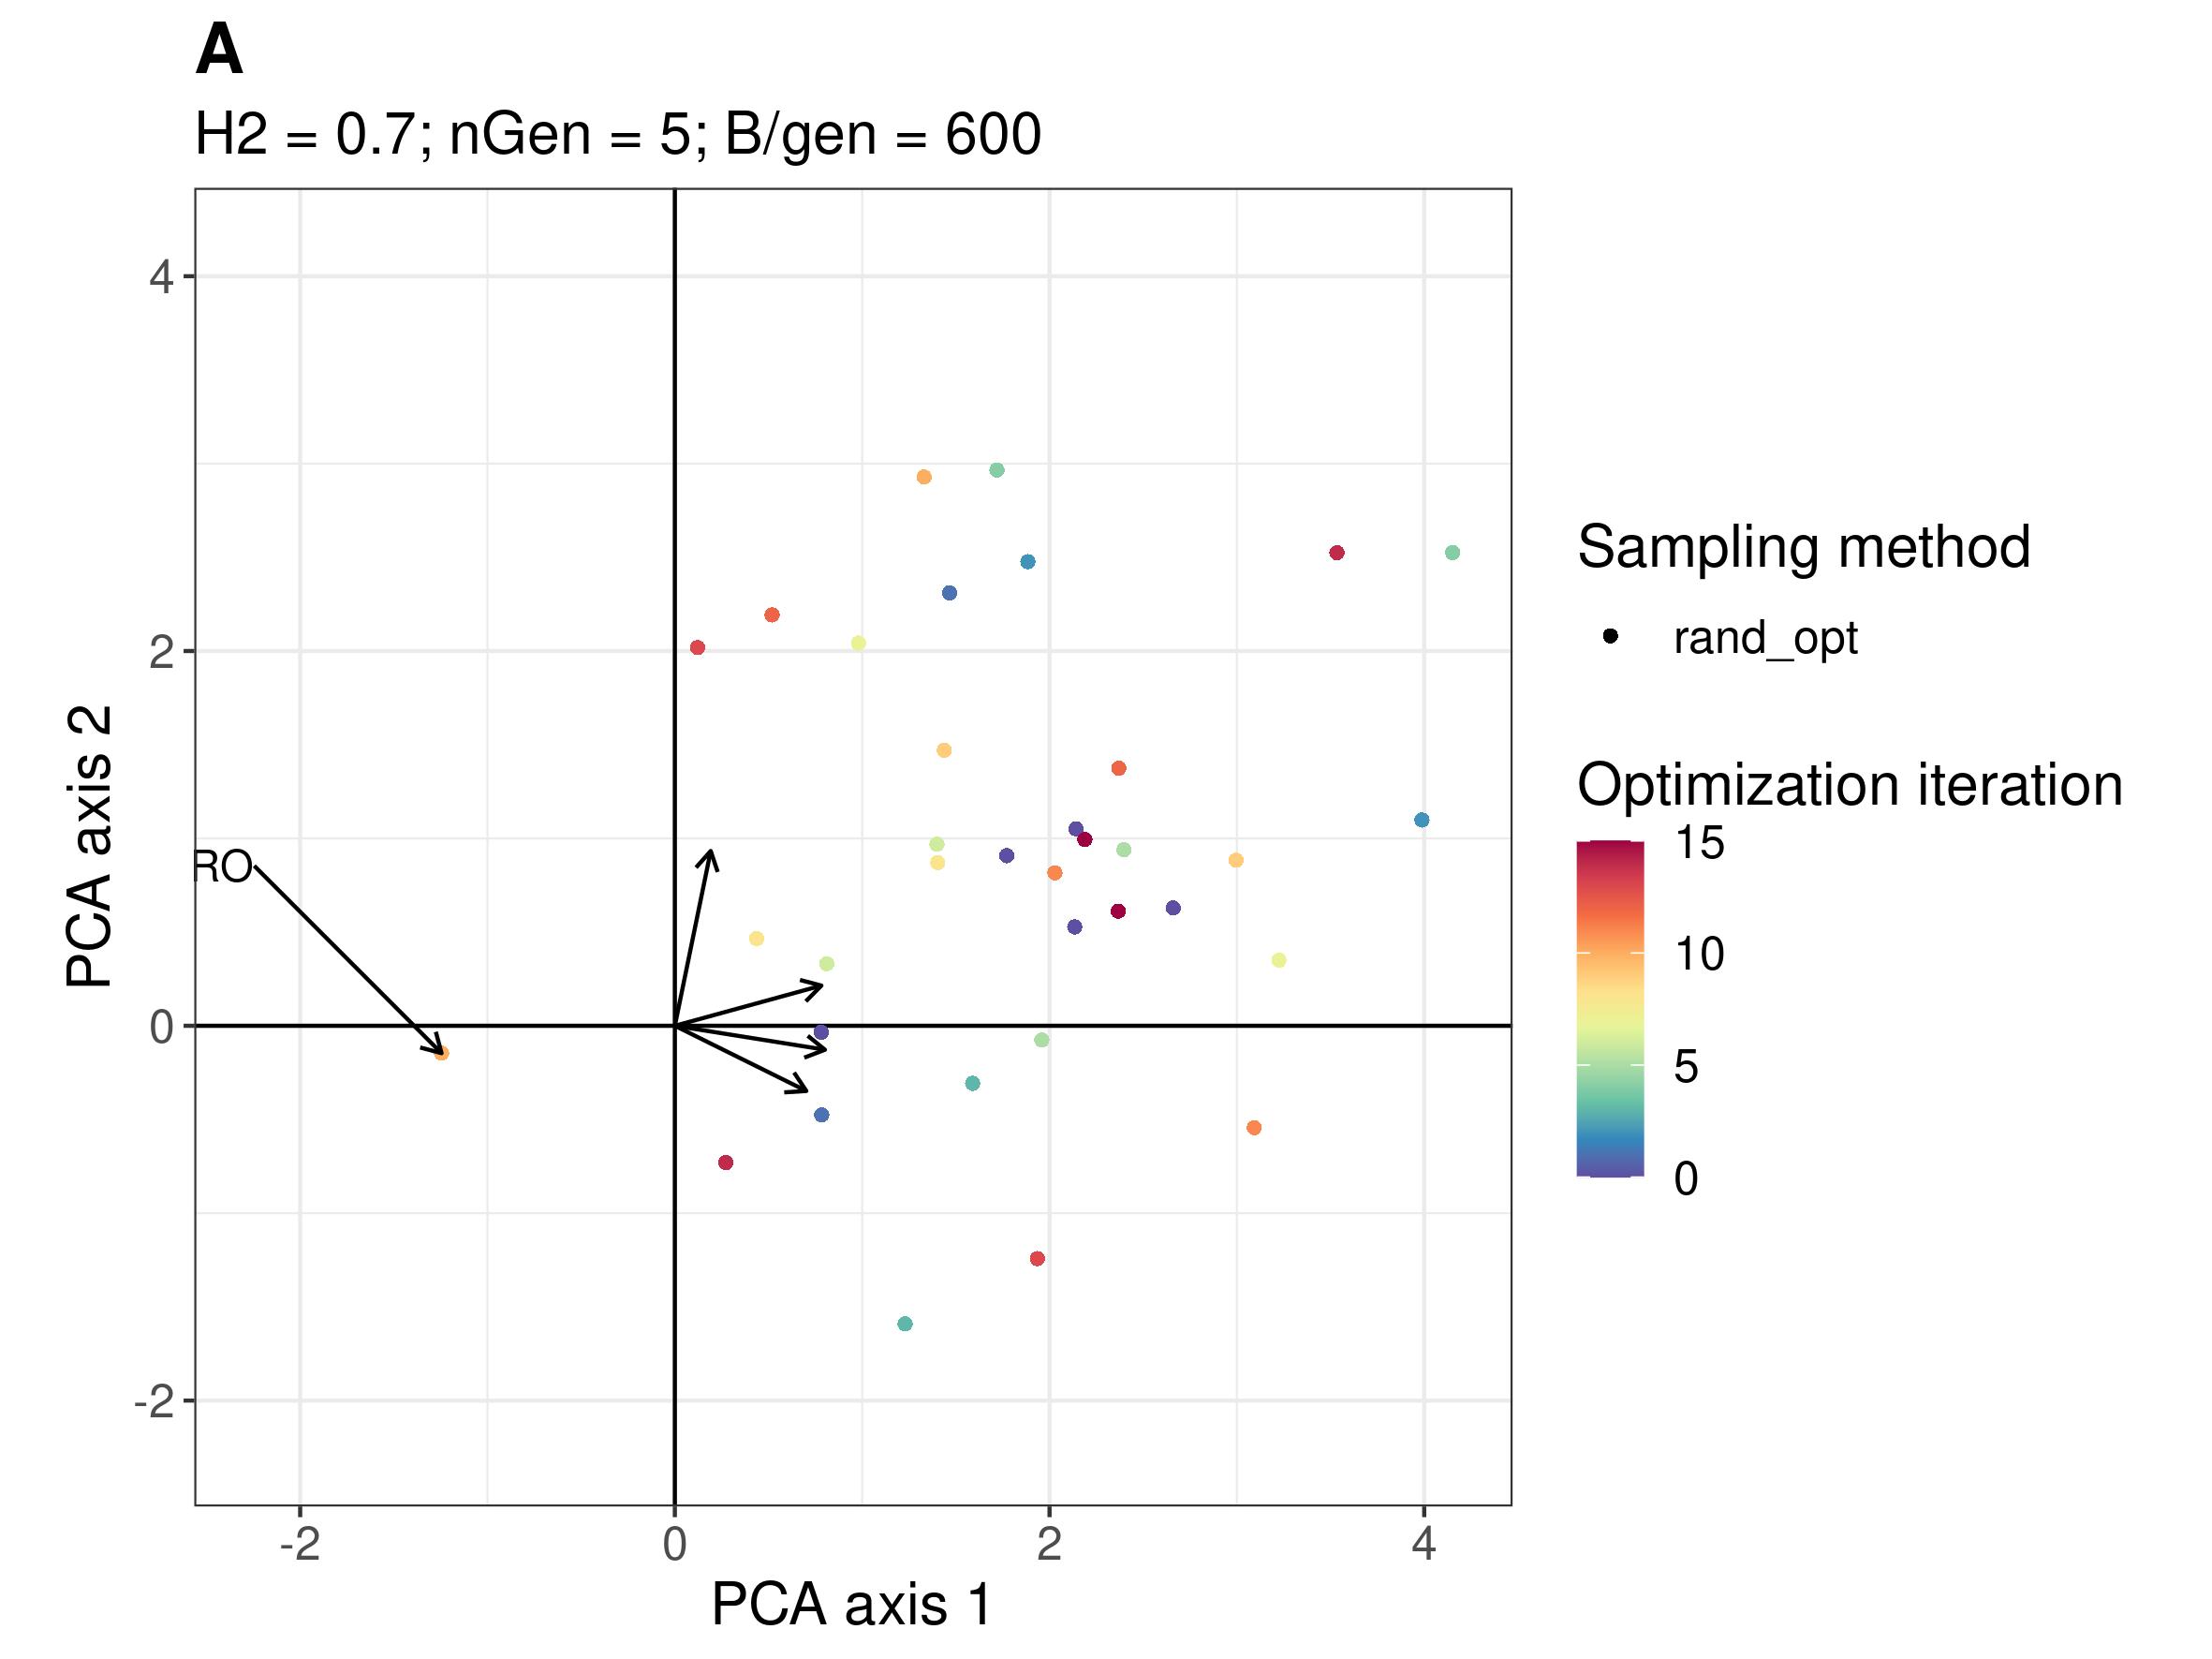 A
H2 = 0.7; nGen = 5; B/gen = 600
4
2
0
-2
PCA axis 2
RO
-2
0
2
4
PCA axis 1
Sampling method
rand_opt
Optimization iteration
15
10
5
0